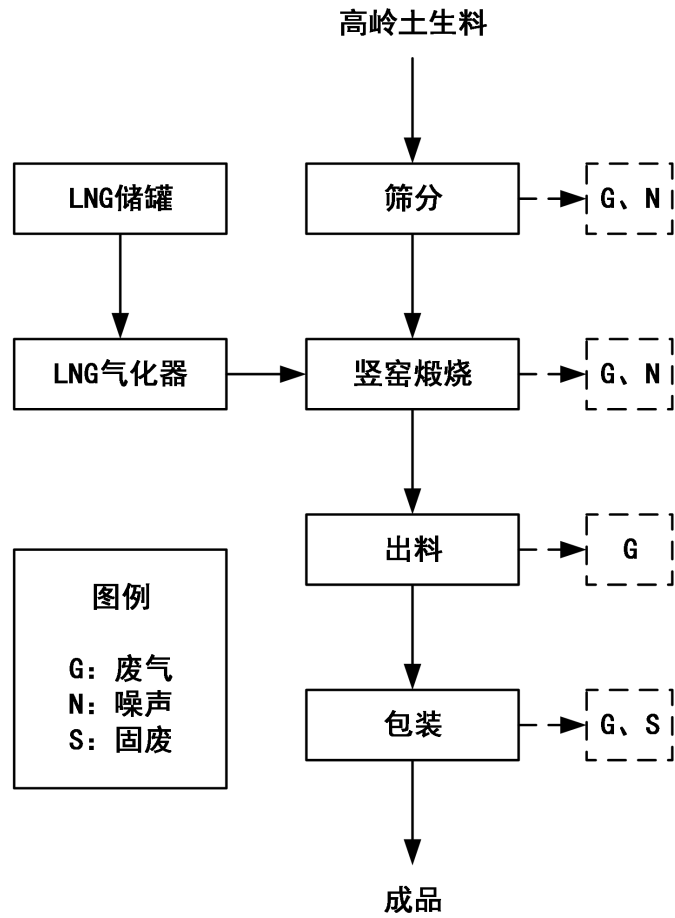 高岭土生料
LNG储罐
筛分
G、N
LNG气化器
竖窑煅烧
G、N
出料
G
图例
G：废气
N：噪声
S：固废
包装
G、S
成品